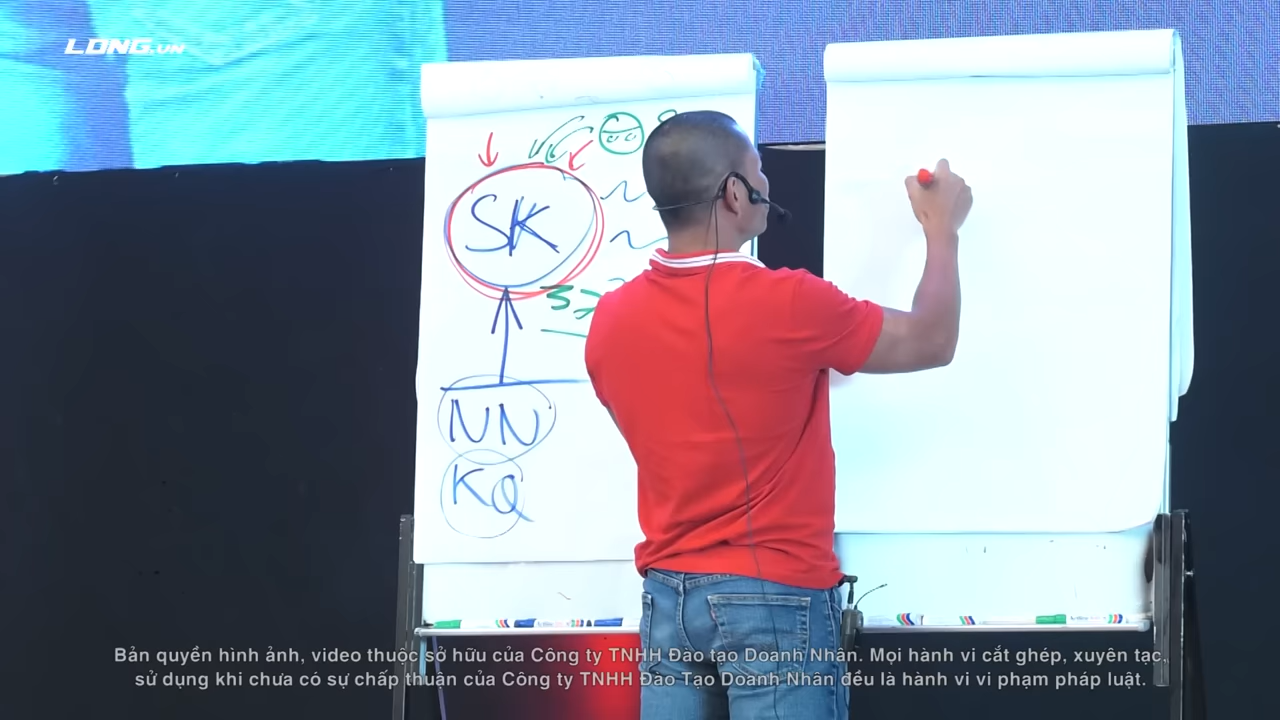 LONG.VN
SK
NN
KQ
Bản quyền hình ảnh, video thuộc sở hữu của Công ty TNHH Đào tạo Doanh Nhân. Mọi hành vi cắt ghép, xuyên tạc,
sử dụng khi chưa có sự chấp thuận của Công ty TNHH Đào Tạo Doanh Nhân đều là hành vi vi phạm pháp luật.